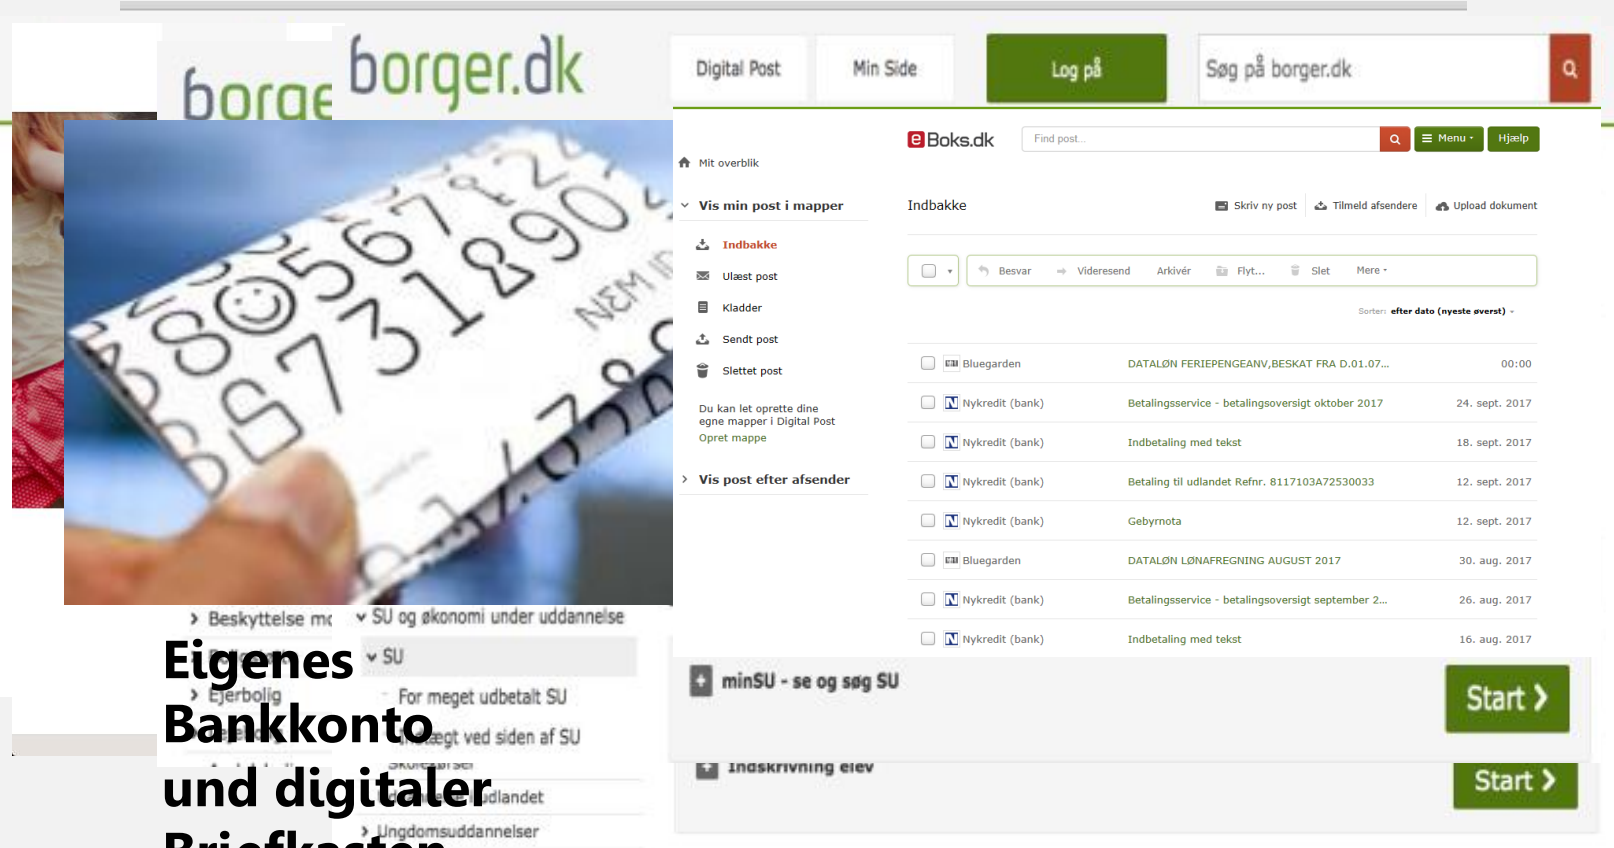 borger.dk
Digital Post
Min Side
Log på
Søg på borger.dk
NEM ID
Mit overblik
Vis min post i mapper
Indbakke
Ulæst post
Kladder
Sendt post
Slettet post
Du kan let oprette dine
egne mapper i Digital Post
Opret mappe
Vis post efter afsender
e Boks.dk
Find post...
Menu
Hjælp
Indbakke
Skriv ny post
Tilmeld afsendere
Upload dokument
Besvar
Videresend
Arkivér
Flyt...
Slet
Mere
Sorter: efter dato (nyeste øverst)
Bluegarden DATALØN FERIEPENGEANV,BESKAT FRA D.01.07... 00:00
Nykredit (bank) Betalingsservice - betalingsoversigt oktober 2017 24. sept. 2017
Nykredit (bank) Indbetaling med tekst 18. sept. 2017
Nykredit (bank) Betaling til udlandet Refnr. 8117103A72530033 12. sept. 2017
Nykredit (bank) Gebyrnota 12. sept. 2017
Bluegarden DATALØN LØNAFREGNING AUGUST 2017 30. aug. 2017
Nykredit (bank) Betalingsservice - betalingsoversigt september 2... 26. aug. 2017
Nykredit (bank) Indbetaling med tekst 16. aug. 2017
Beskyttelse
Ejerbolig
SU og økonomi under uddannelse
SU
For meget udbetalt SU
ved siden af SU
udlandet
Ungdomsuddannelser
Eigenes
Bankkonto
und digitaler
Briefkasten
minSU - se og søg SU
Start
Indskrivning elev
Start